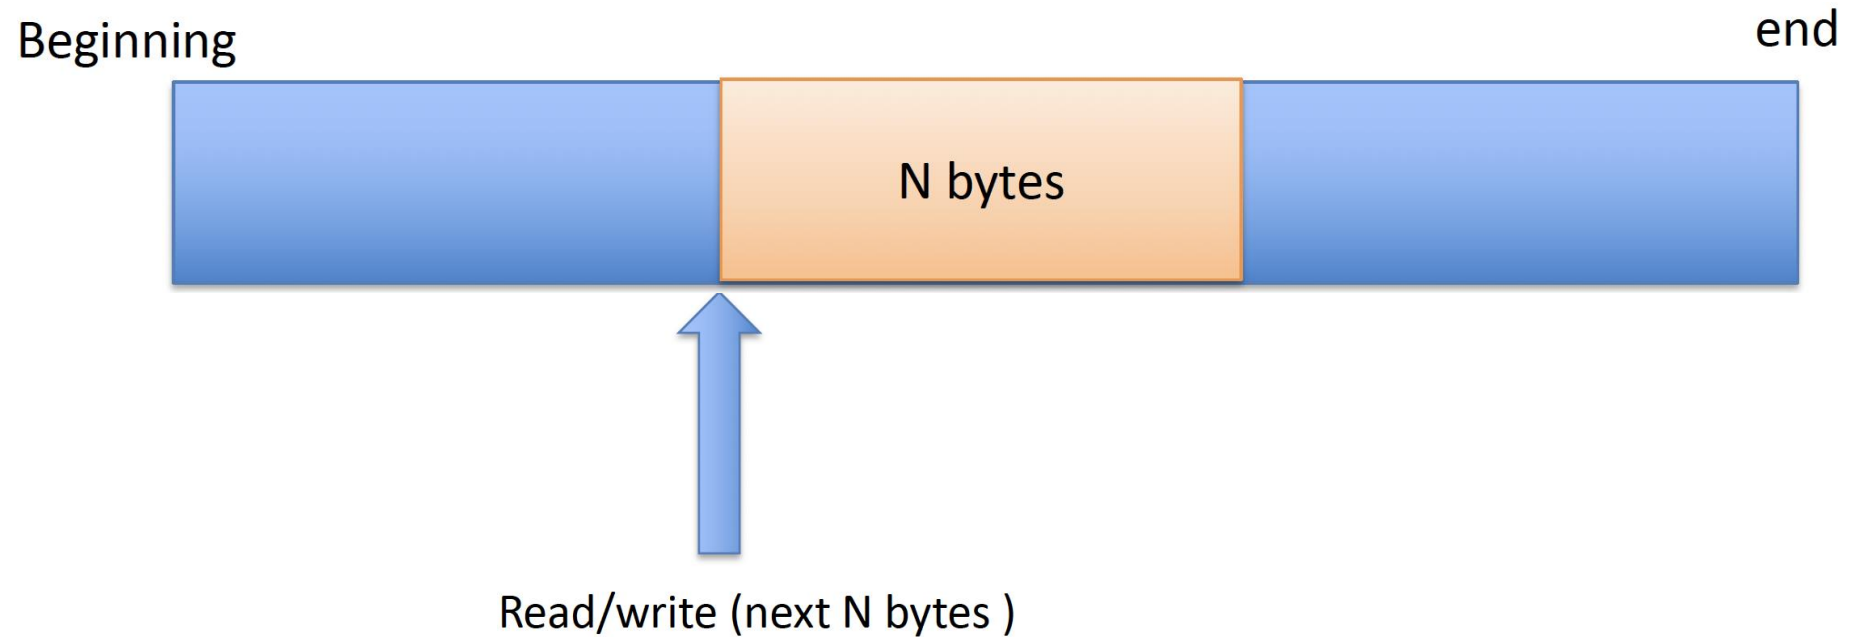 Beginning
end
N bytes
Read/write (next N bytes )